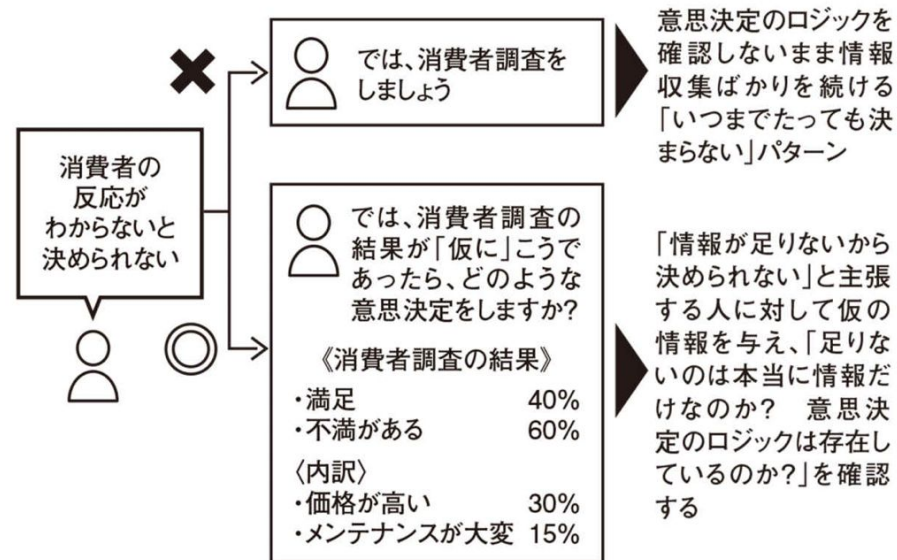 消費者の
反応が
わからないと
決められない
では、消費者調査を
しましょう
意思決定のロジックを
確認しないまま情報
収集ばかりを続ける
「いつまでたっても決
まらない」パターン
では、消費者調査の
結果が「仮に」こうで
あったら、どのような
意思決定をしますか?
《消費者調査の結果》
・満足 40%
・不満がある 60%
〈内訳〉
・価格が高い 30%
・メンテナンスが大変 15%
「情報が足りないから
決められない」と主張
する人に対して仮の
情報を与え、「足りな
いのは本当に情報だ
けなのか? 意思決
定のロジックは存在し
ているのか?」を確認
する